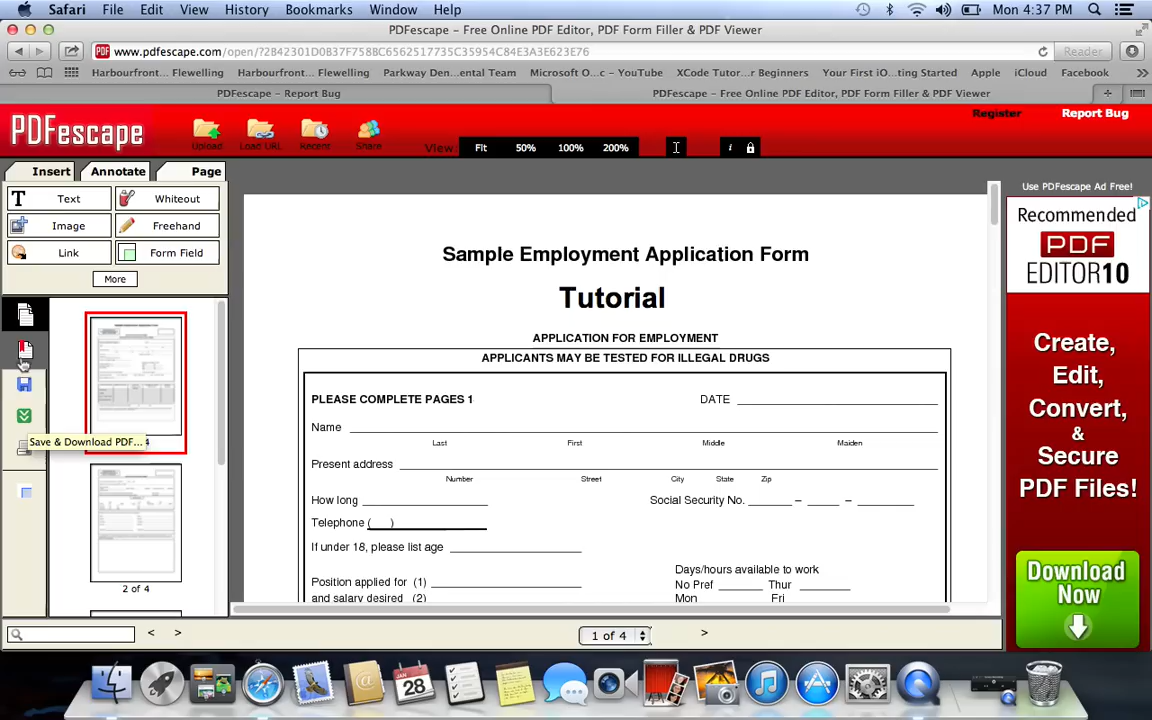 Safari File Edit View History Bookmarks Window Help Mon 4:37 PM
PDFescape – Free Online PDF Editor, PDF Form Filler & PDF Viewer
www.pdfescape.com/open/?2B42301D0B37F758BC6562517735C35954C84E3A3E623E76 Reader
Harbourfront... Flewelling Harbourfront... Flewelling Parkway Den...ental Team Microsoft O...c – YouTube XCode Tutor...r Beginners Your First iO...ting Started Apple iCloud Facebook
PDFescape – Report Bug PDFescape – Free Online PDF Editor, PDF Form Filler & PDF Viewer
Register Report Bug
PDFescape Upload Load URL Recent Share View: Fit 50% 100% 200% i
Insert Annotate Page
Text Whiteout
Image Freehand
Link Form Field
More
Save & Download PDF... 4
2 of 4
Sample Employment Application Form
Tutorial
APPLICATION FOR EMPLOYMENT
APPLICANTS MAY BE TESTED FOR ILLEGAL DRUGS
PLEASE COMPLETE PAGES 1 DATE
Name
Last First Middle Maiden
Present address
Number Street City State Zip
How long Social Security No. – –
Telephone ( )
If under 18, please list age
Days/hours available to work
Position applied for (1) No Pref Thur
and salary desired (2) Mon Fri
1 of 4
Use PDFescape Ad Free!
Recommended
PDF
EDITOR10
Create,
Edit,
Convert,
&
Secure
PDF Files!
Download
Now
28